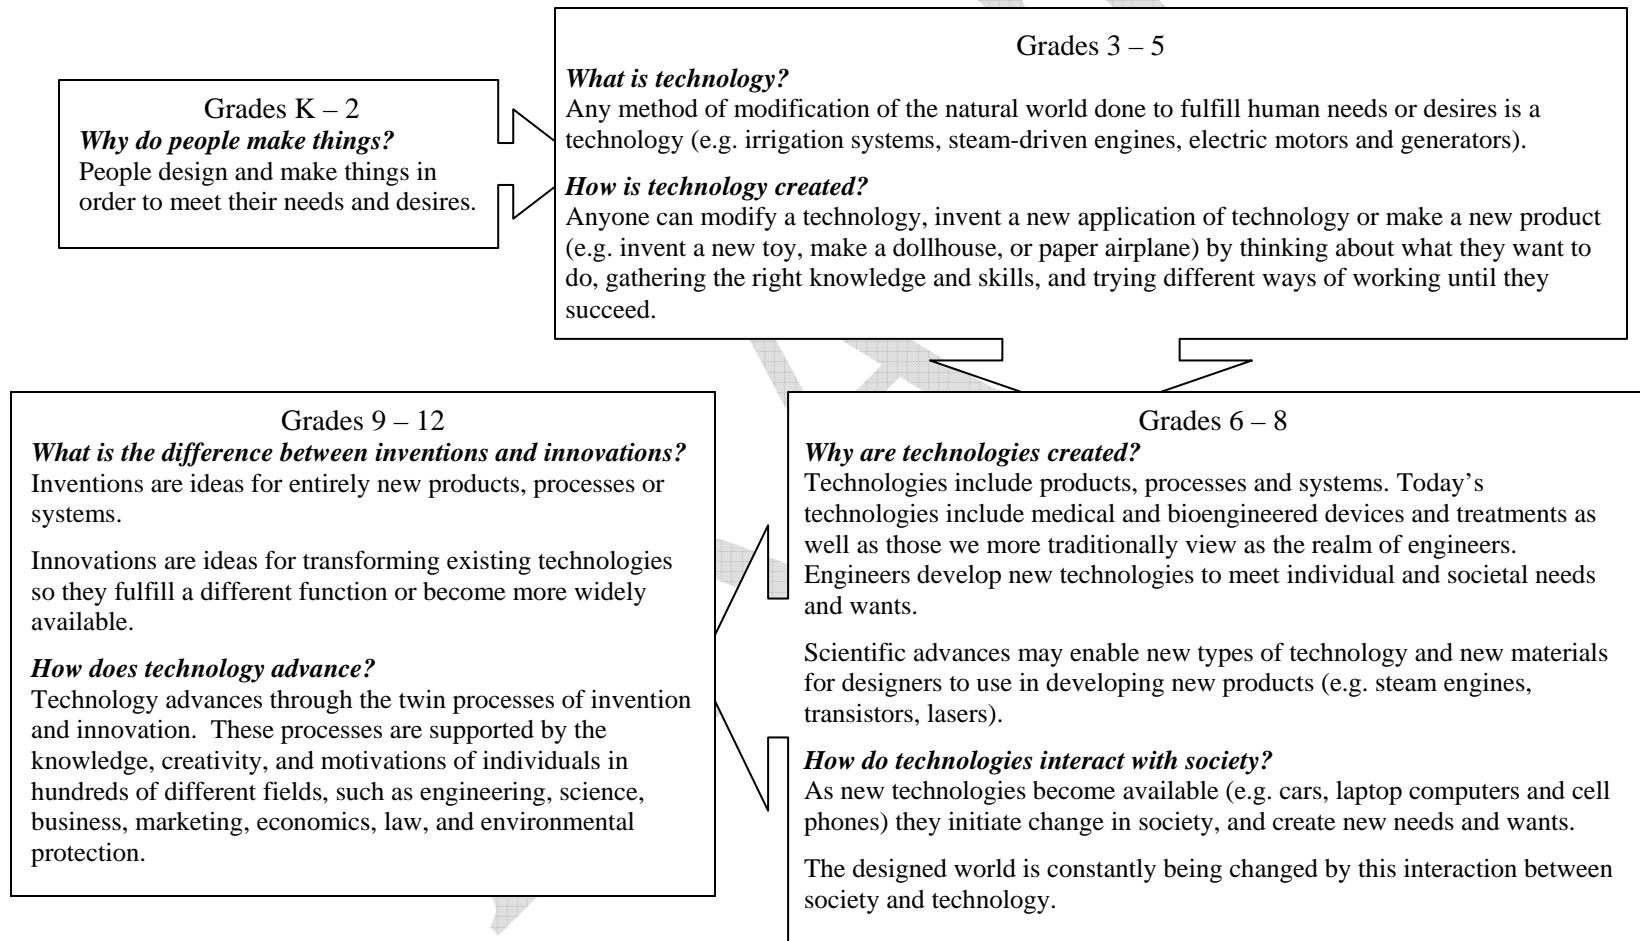 Grades K – 2
Why do people make things?
People design and make things in
order to meet their needs and desires.
Grades 3 – 5
What is technology?
Any method of modification of the natural world done to fulfill human needs or desires is a
technology (e.g. irrigation systems, steam-driven engines, electric motors and generators).
How is technology created?
Anyone can modify a technology, invent a new application of technology or make a new product
(e.g. invent a new toy, make a dollhouse, or paper airplane) by thinking about what they want to
do, gathering the right knowledge and skills, and trying different ways of working until they
succeed.
Grades 6 – 8
Why are technologies created?
Technologies include products, processes and systems. Today’s
technologies include medical and bioengineered devices and treatments as
well as those we more traditionally view as the realm of engineers.
Engineers develop new technologies to meet individual and societal needs
and wants.
Scientific advances may enable new types of technology and new materials
for designers to use in developing new products (e.g. steam engines,
transistors, lasers).
How do technologies interact with society?
As new technologies become available (e.g. cars, laptop computers and cell
phones) they initiate change in society, and create new needs and wants.
The designed world is constantly being changed by this interaction between
society and technology.
Grades 9 – 12
What is the difference between inventions and innovations?
Inventions are ideas for entirely new products, processes or
systems.
Innovations are ideas for transforming existing technologies
so they fulfill a different function or become more widely
available.
How does technology advance?
Technology advances through the twin processes of invention
and innovation.  These processes are supported by the
knowledge, creativity, and motivations of individuals in
hundreds of different fields, such as engineering, science,
business, marketing, economics, law, and environmental
protection.